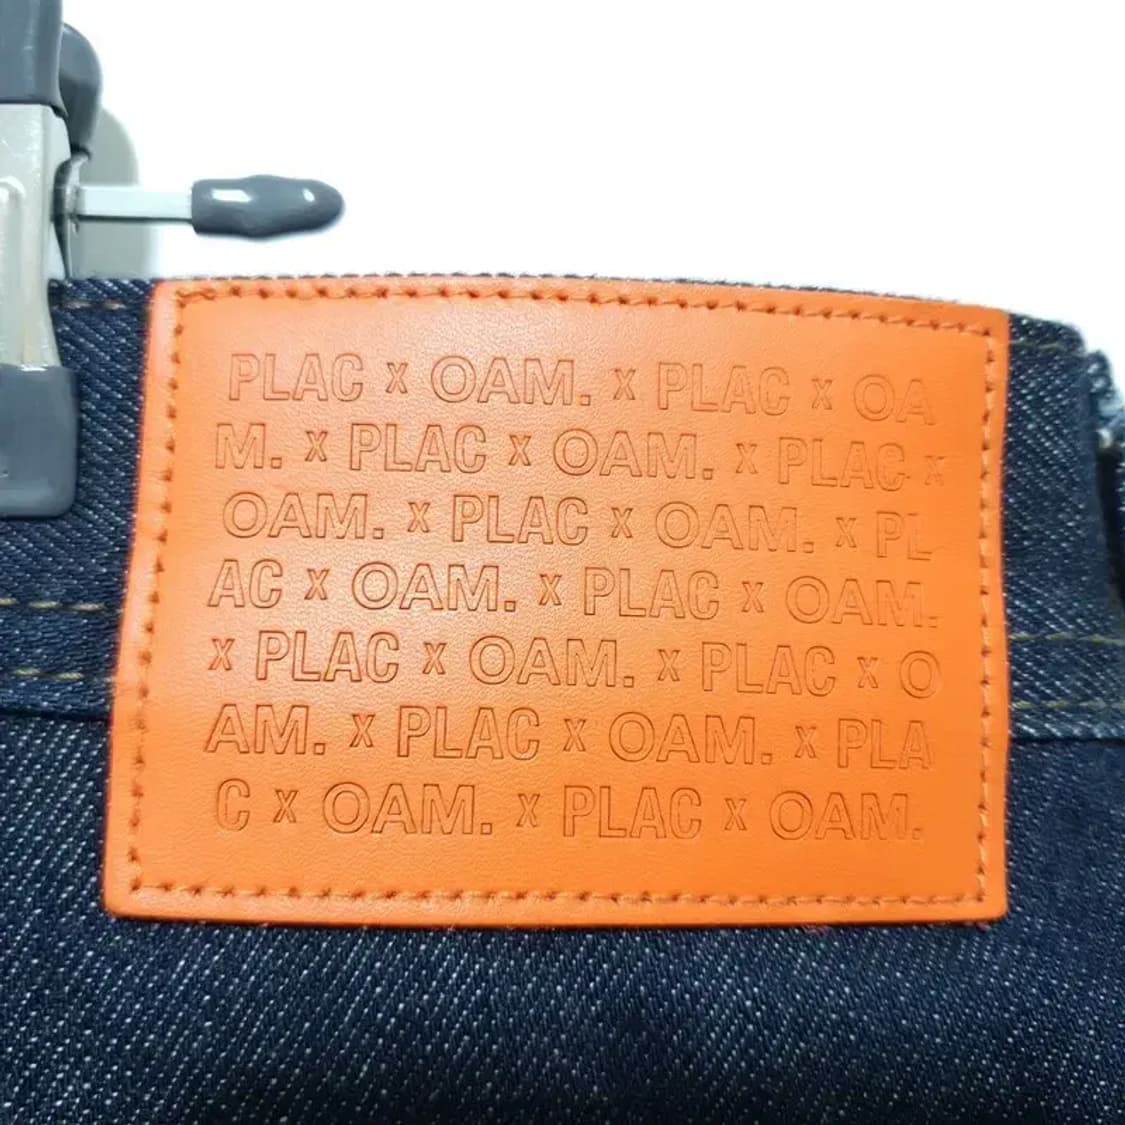 PLAC x OAM. x PLAC x OA
M. x PLAC x OAM. x PLAC x
OAM. x PLAC x OAM. x PL
AC x OAM. x PLAC x OAM.
x PLAC x OAM. x PLAC x O
AM. x PLAC x OAM. x PLA
C x OAM. x PLAC x OAM.